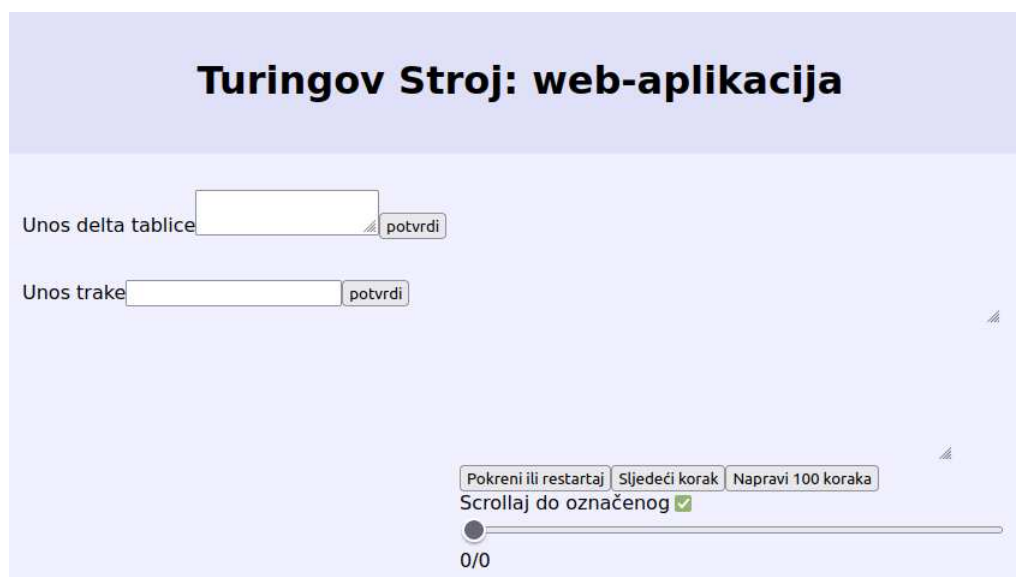 Turingov Stroj: web-aplikacija
Unos delta tablice potvrdi
Unos trake potvrdi
Pokreni ili restartaj Sljedeći korak Napravi 100 koraka
Scrollaj do označenog ✅
0/0